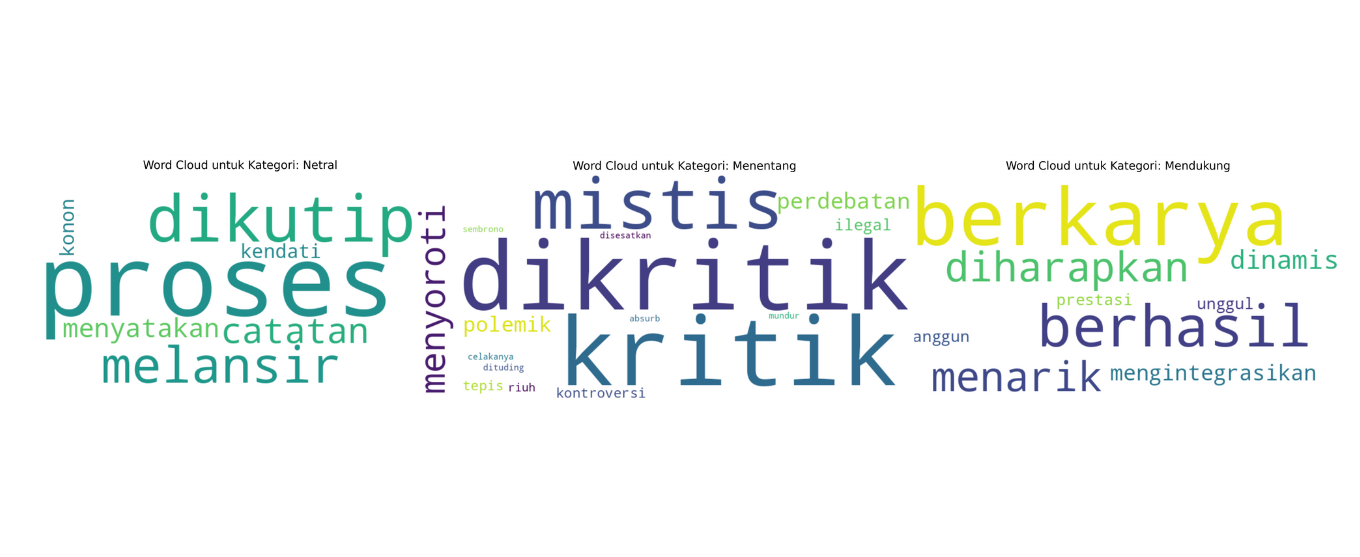 Word Cloud untuk Kategori: Netral
konon
dikutip
kendati
proses
menyatakan
catatan
melansir
Word Cloud untuk Kategori: Menentang
menyoroti
mistis
perdebatan
ilegal
sembrono
disesatkan
dikritik
polemik
absurb
mundur
kritik
celakanya
dituding
tepis
riuh
kontroversi
Word Cloud untuk Kategori: Mendukung
berkarya
diharapkan
dinamis
prestasi
unggul
berhasil
anggun
menarik
mengintegrasikan